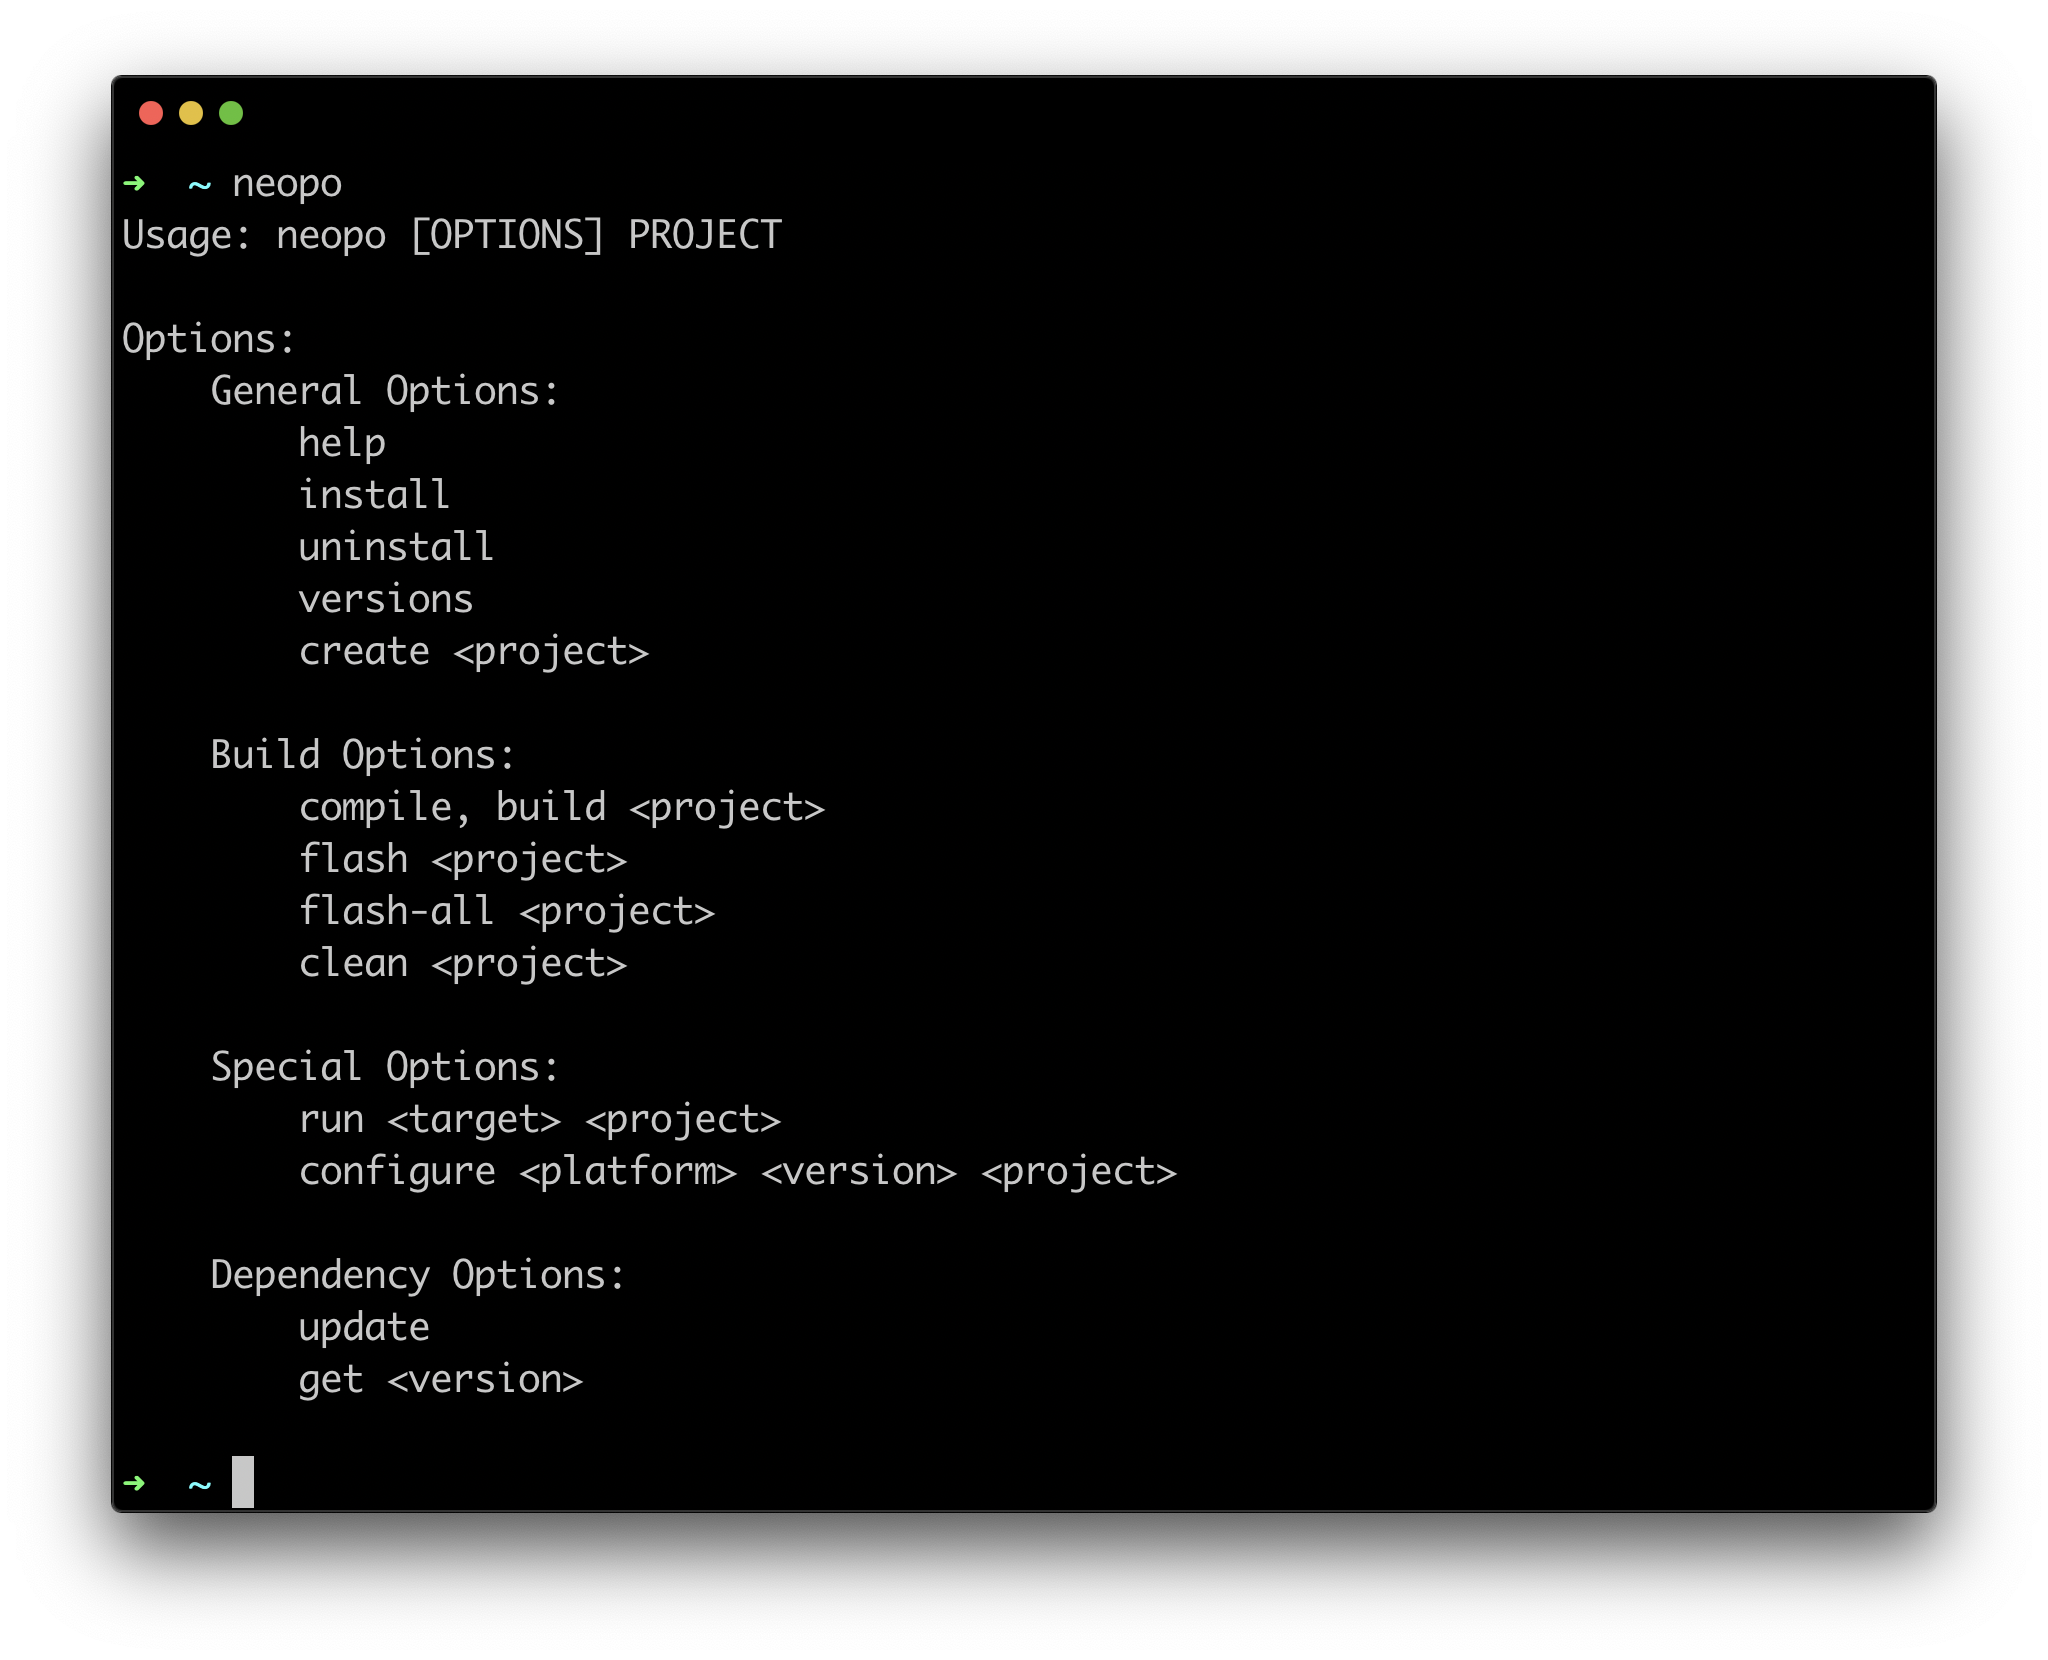 ➜  ~ neopo
Usage: neopo [OPTIONS] PROJECT

Options:
    General Options:
        help
        install
        uninstall
        versions
        create <project>

    Build Options:
        compile, build <project>
        flash <project>
        flash-all <project>
        clean <project>

    Special Options:
        run <target> <project>
        configure <platform> <version> <project>

    Dependency Options:
        update
        get <version>

➜  ~